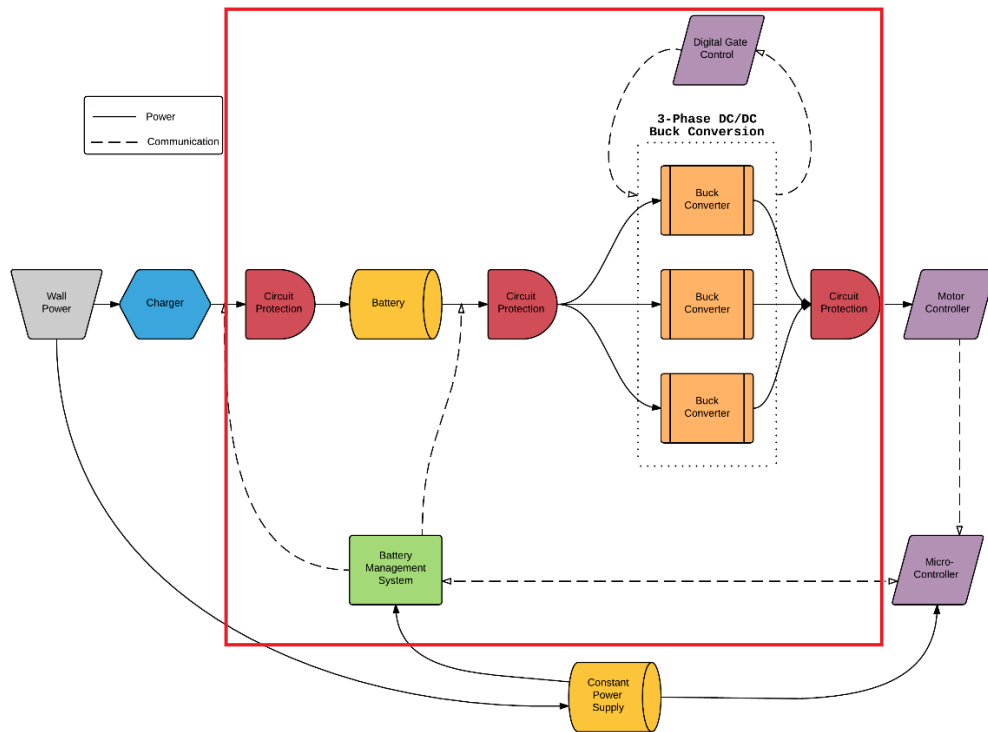 Digital Gate
Control
Power
Communication
3-Phase DC/DC
Buck Conversion
Buck
Converter
Wall
Power
Charger
Circuit
Protection
Battery
Circuit
Protection
Buck
Converter
Circuit
Protection
Motor
Controller
Buck
Converter
Battery
Management
System
Micro-
Controller
Constant
Power
Supply